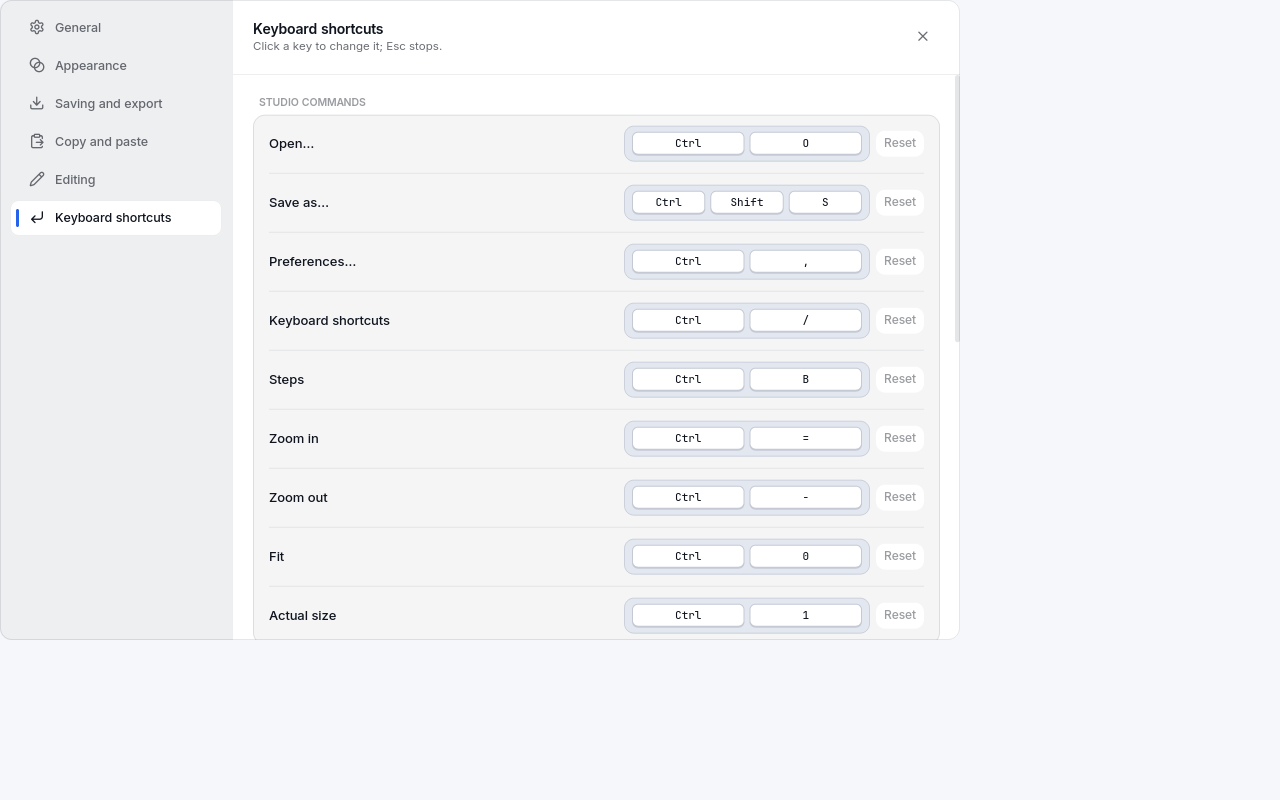 General
Appearance
Saving and export
Copy and paste
Editing
Keyboard shortcuts
Keyboard shortcuts
Click a key to change it; Esc stops.
STUDIO COMMANDS
Open... Ctrl O Reset
Save as... Ctrl Shift S Reset
Preferences... Ctrl , Reset
Keyboard shortcuts Ctrl / Reset
Steps Ctrl B Reset
Zoom in Ctrl = Reset
Zoom out Ctrl - Reset
Fit Ctrl 0 Reset
Actual size Ctrl 1 Reset